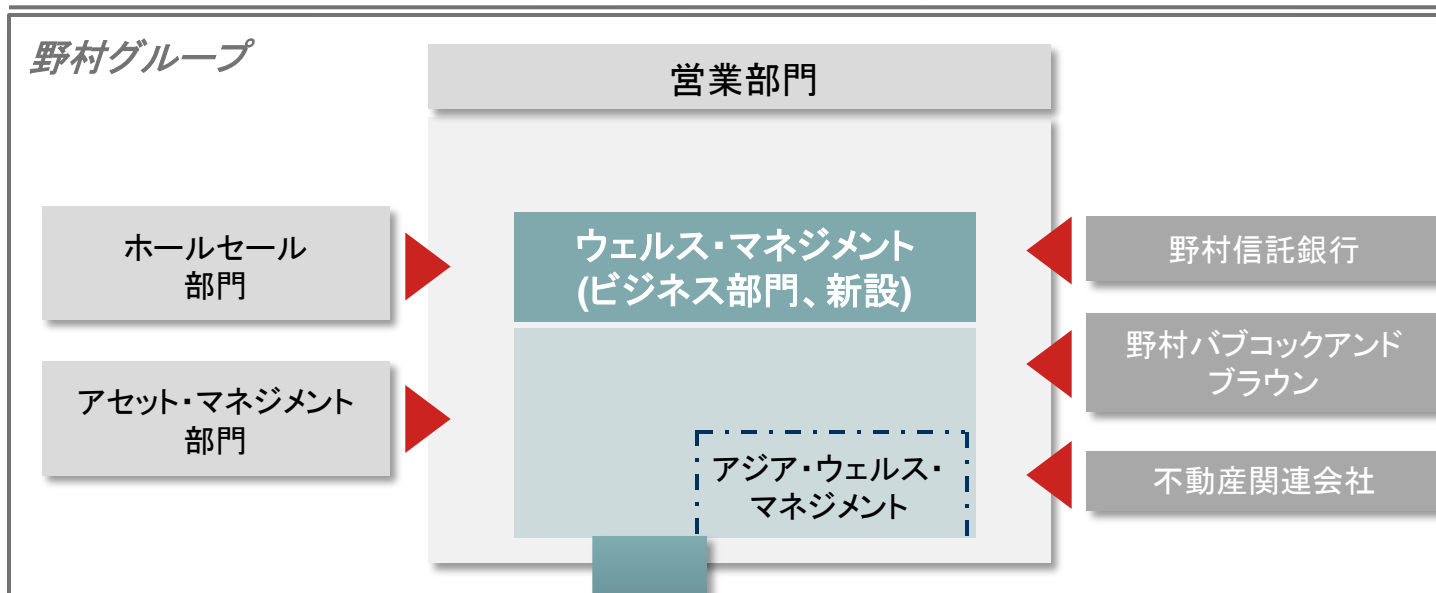 野村グループ
営業部門
ホールセール
部門
アセット・マネジメント
部門
ウェルス・マネジメント
(ビジネス部門、新設)
アジア・ウェルス・
マネジメント
野村信託銀行
野村バブコックアンド
ブラウン
不動産関連会社